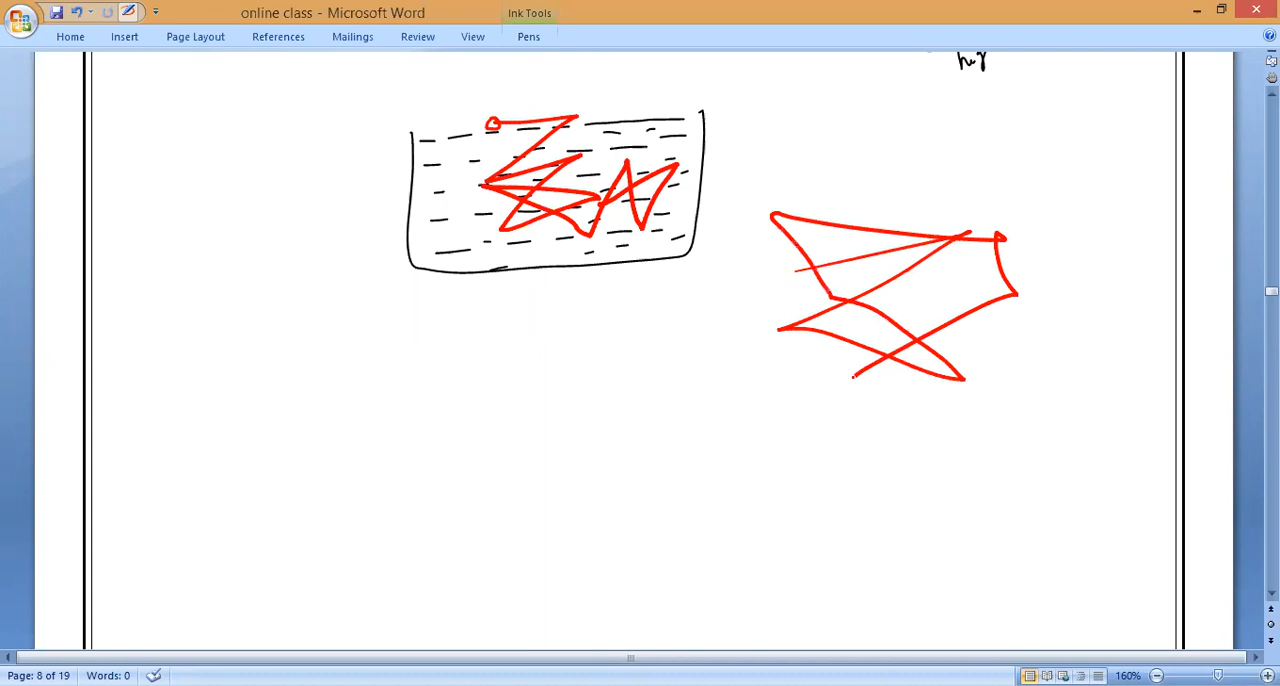 online class - Microsoft Word
Ink Tools
Home Insert Page Layout References Mailings Review View Pens
Page: 8 of 19 Words: 0 160%